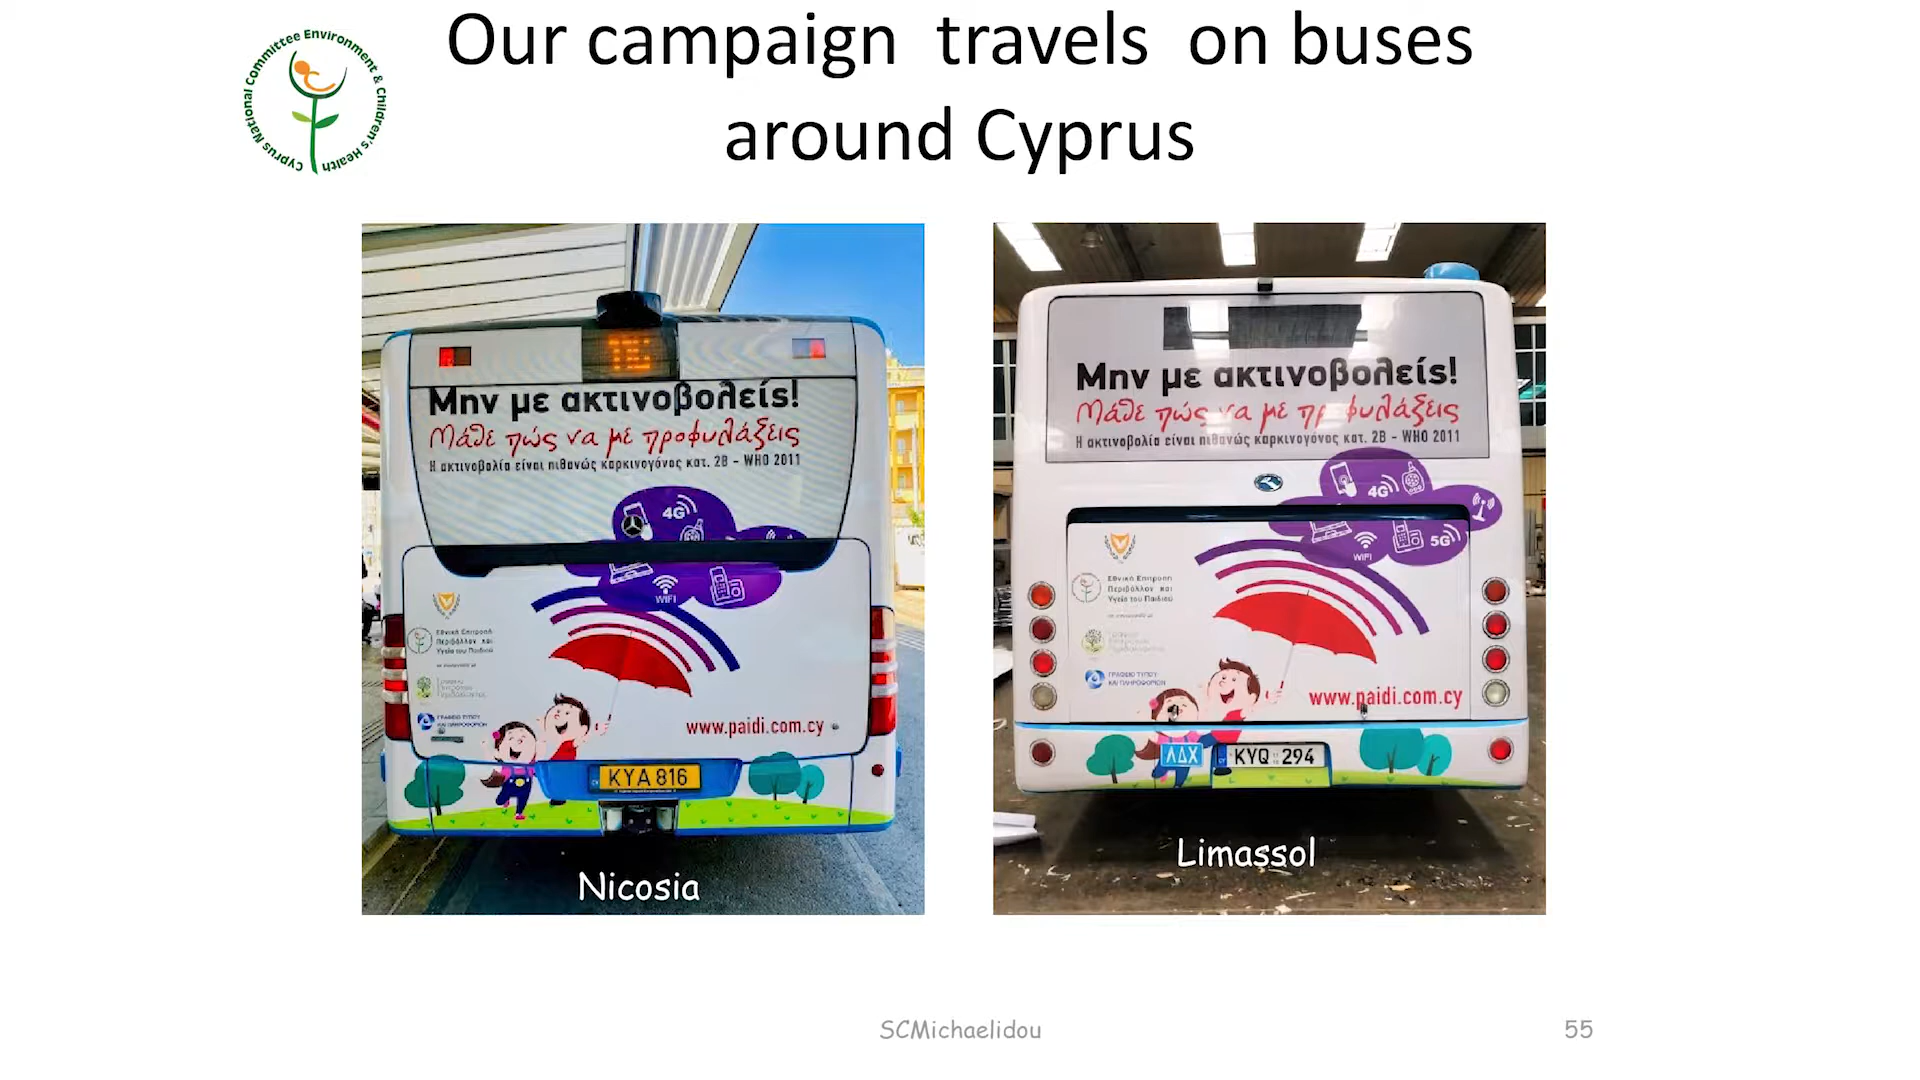 Cyprus National Committee Environment & Children's Health
Our campaign travels on buses
around Cyprus
Μην με ακτινοβολείς!
Μάθε πώς να με προφυλάξεις
Η ακτινοβολία είναι πιθανώς καρκινογόνος κατ. 2Β - WHO 2011
4G
WIFI
Εθνική Επιτροπή
Περιβάλλον και
Υγεία του Παιδιού
ΓΡΑΦΕΙΟ ΤΥΠΟΥ
ΚΑΙ ΠΛΗΡΟΦΟΡΙΩΝ
www.paidi.com.cy
KYA 816
Nicosia
Μην με ακτινοβολείς!
Μάθε πώς να με προφυλάξεις
Η ακτινοβολία είναι πιθανώς καρκινογόνος κατ. 2Β - WHO 2011
4G
5G
WIFI
Εθνική Επιτροπή
Περιβάλλον και
Υγεία του Παιδιού
ΓΡΑΦΕΙΟ ΤΥΠΟΥ
ΚΑΙ ΠΛΗΡΟΦΟΡΙΩΝ
www.paidi.com.cy
ΛΔΧ
KYQ 294
Limassol
SCMichaelidou
55